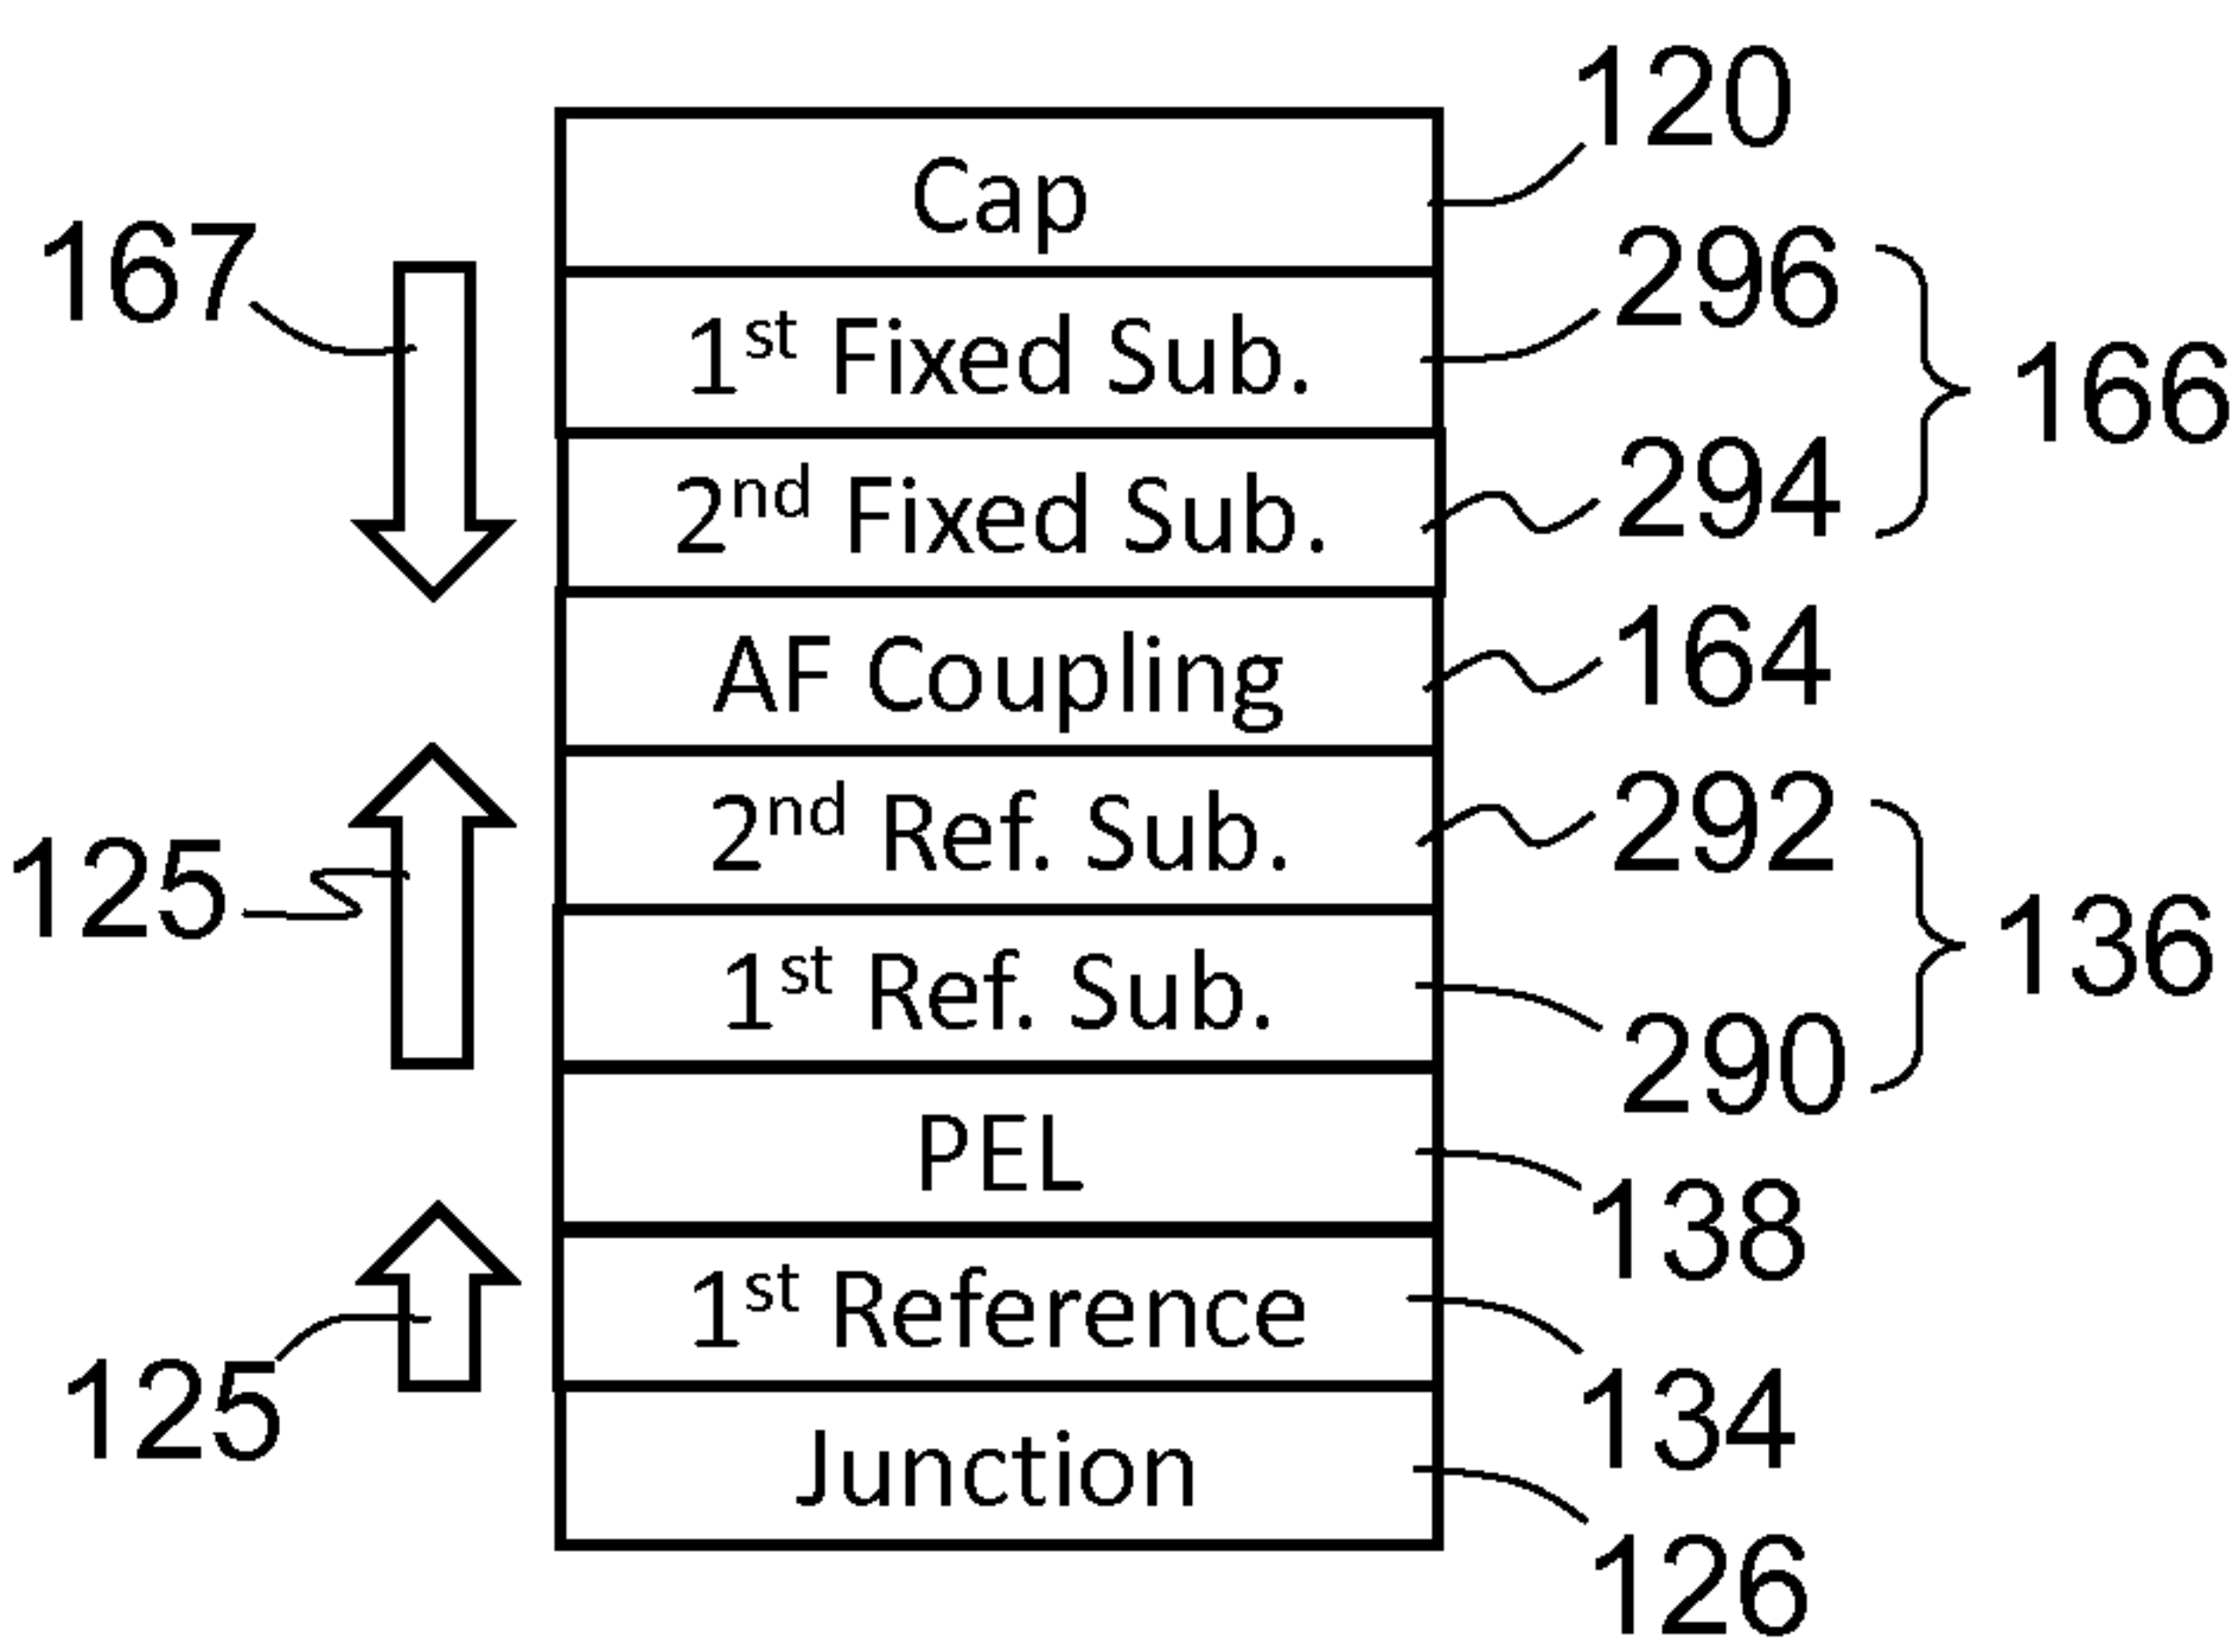 120
Cap
167
296
1st Fixed Sub.
166
294
2nd Fixed Sub.
164
AF Coupling
292
2nd Ref. Sub.
125
136
1st Ref. Sub.
290
PEL
138
1st Reference
134
125
Junction
126